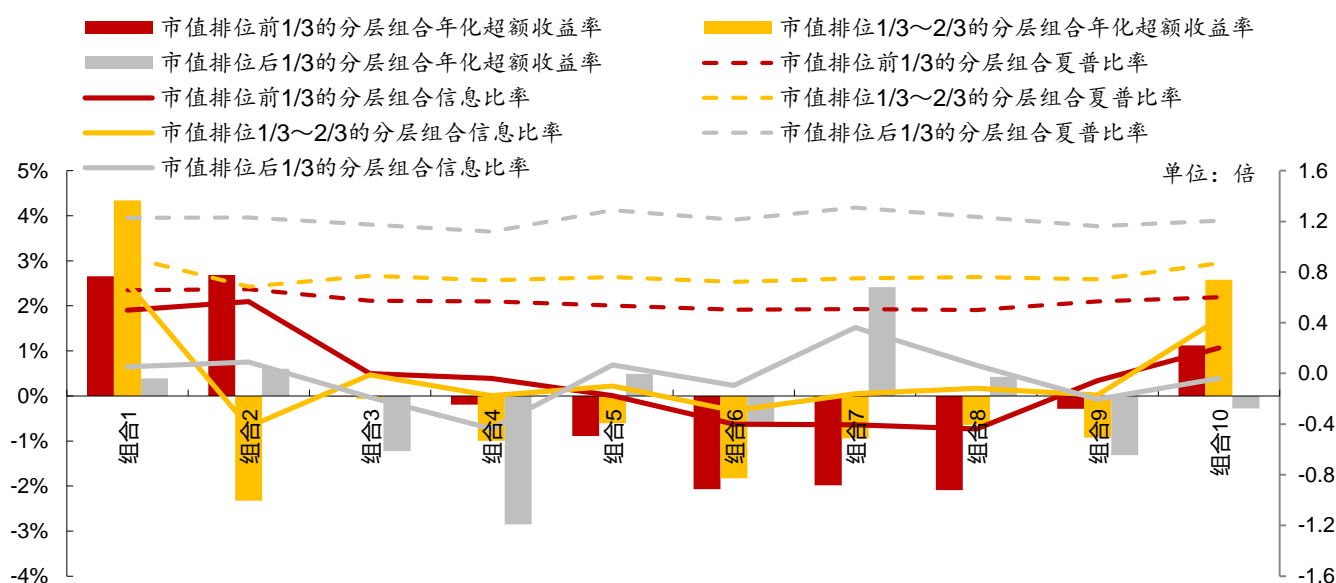 市值排位前1/3的分层组合年化超额收益率
市值排位1/3～2/3的分层组合年化超额收益率
市值排位后1/3的分层组合年化超额收益率
市值排位前1/3的分层组合夏普比率
市值排位前1/3的分层组合信息比率
市值排位1/3～2/3的分层组合夏普比率
市值排位1/3～2/3的分层组合信息比率
市值排位后1/3的分层组合夏普比率
市值排位后1/3的分层组合信息比率
单位：倍
5%
4%
3%
2%
1%
0%
-1%
-2%
-3%
-4%
1.6
1.2
0.8
0.4
0.0
-0.4
-0.8
-1.2
-1.6
组合1
组合2
组合3
组合4
组合5
组合6
组合7
组合8
组合9
组合10